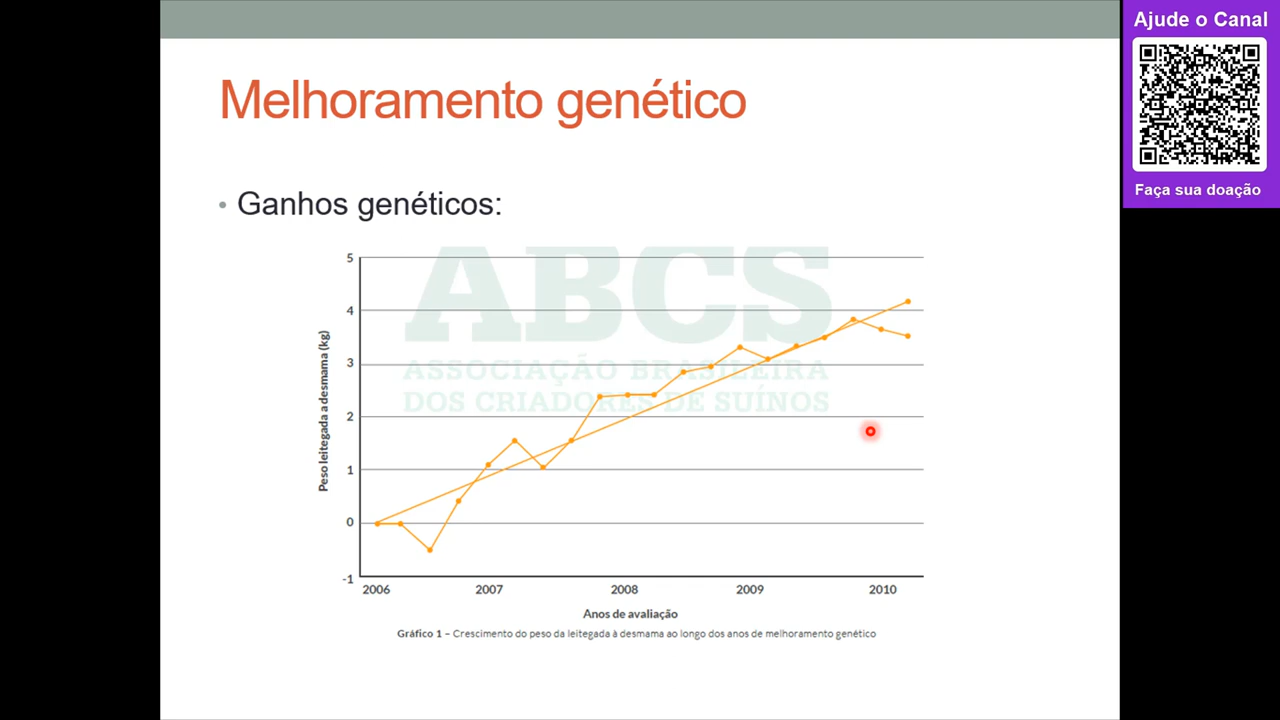 Ajude o Canal
Melhoramento genético
Faça sua doação
• Ganhos genéticos:
ABCS
ASSOCIAÇÃO BRASILEIRA
DOS CRIADORES DE SUÍNOS
Peso leitegada a desmama (kg)
5
4
3
2
1
0
-1
2006 2007 2008 2009 2010
Anos de avaliação
Gráfico 1 – Crescimento do peso da leitegada à desmama ao longo dos anos de melhoramento genético